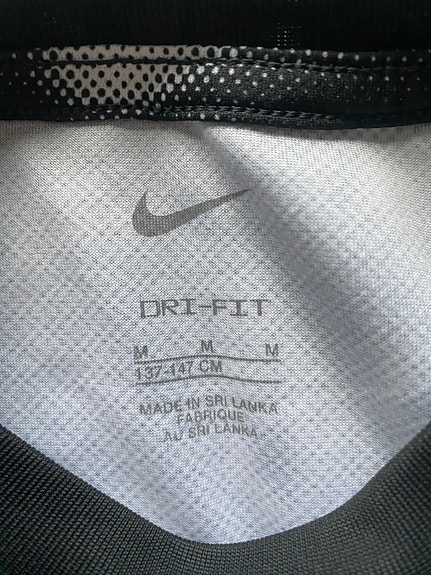 DRI-FIT
M M M
137-147 CM
MADE IN SRI LANKA
FABRIQUE
AU SRI LANKA